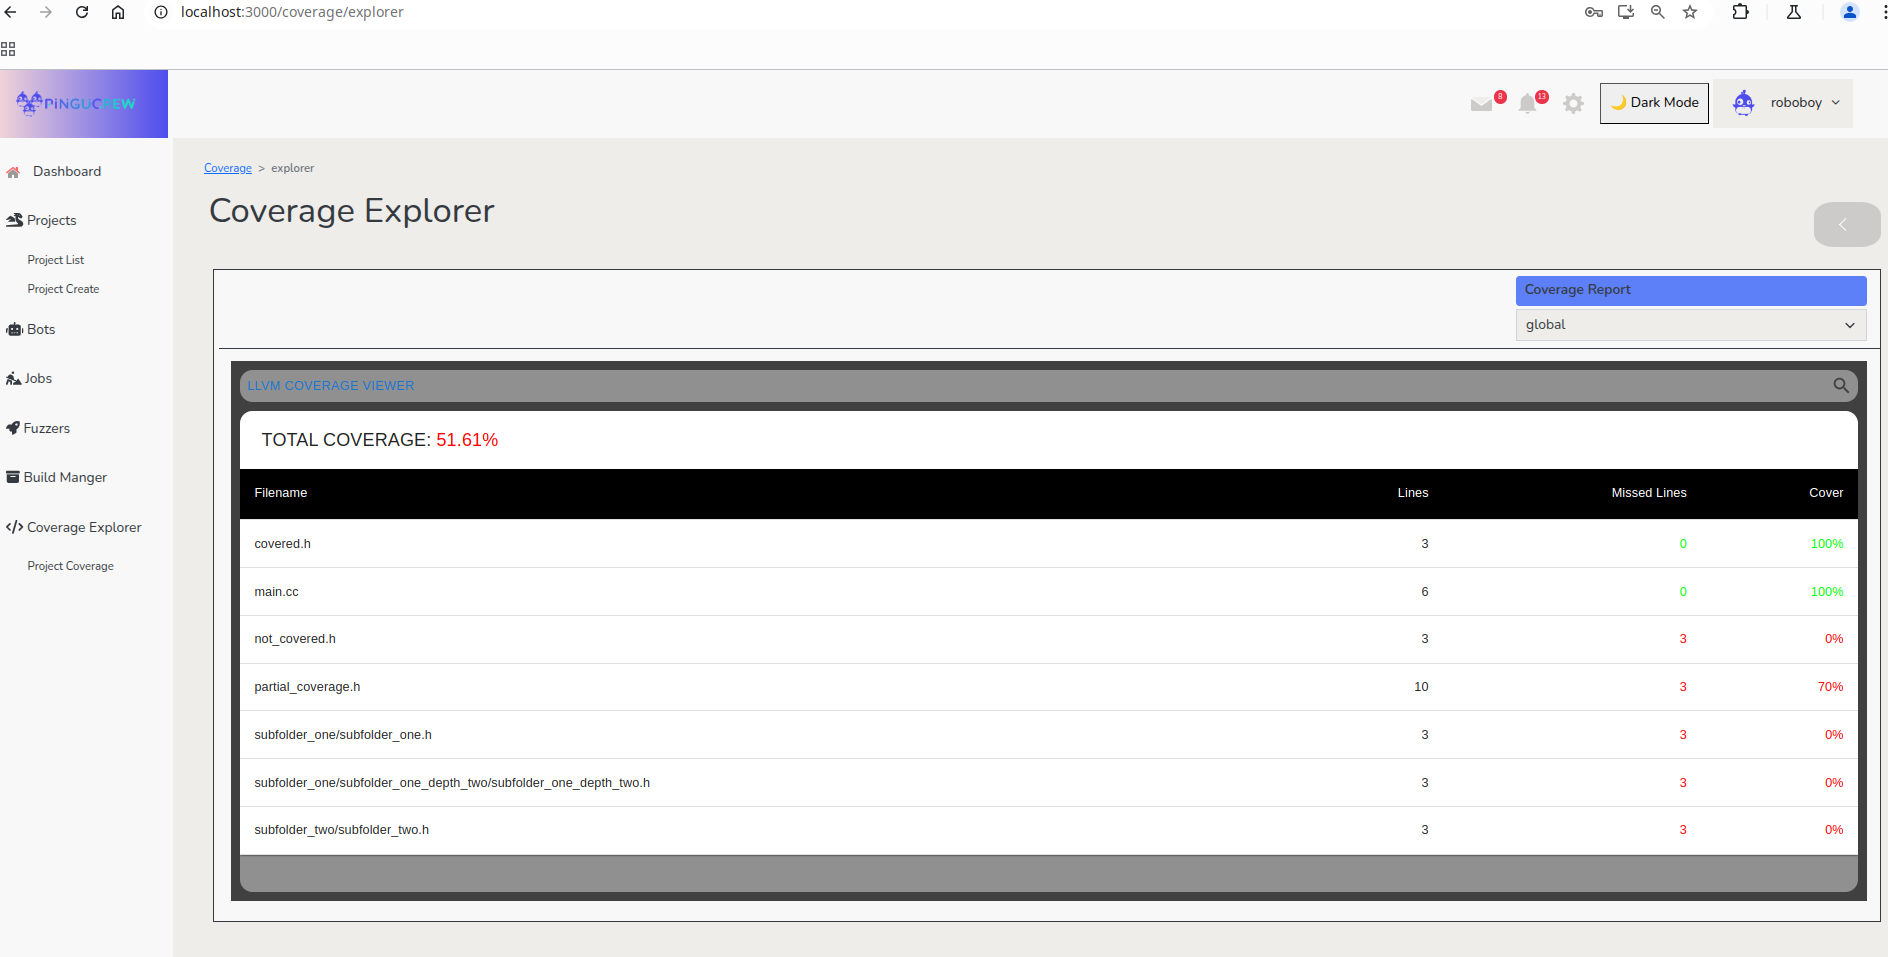 localhost:3000/coverage/explorer
PiNGUCREW
8
13
🌙 Dark Mode
roboboy
Dashboard
Projects
Project List
Project Create
Bots
Jobs
Fuzzers
Build Manger
Coverage Explorer
Project Coverage
Coverage > explorer
Coverage Explorer
Coverage Report
global
LLVM COVERAGE VIEWER
TOTAL COVERAGE: 51.61%
Filename Lines Missed Lines Cover
covered.h 3 0 100%
main.cc 6 0 100%
not_covered.h 3 3 0%
partial_coverage.h 10 3 70%
subfolder_one/subfolder_one.h 3 3 0%
subfolder_one/subfolder_one_depth_two/subfolder_one_depth_two.h 3 3 0%
subfolder_two/subfolder_two.h 3 3 0%